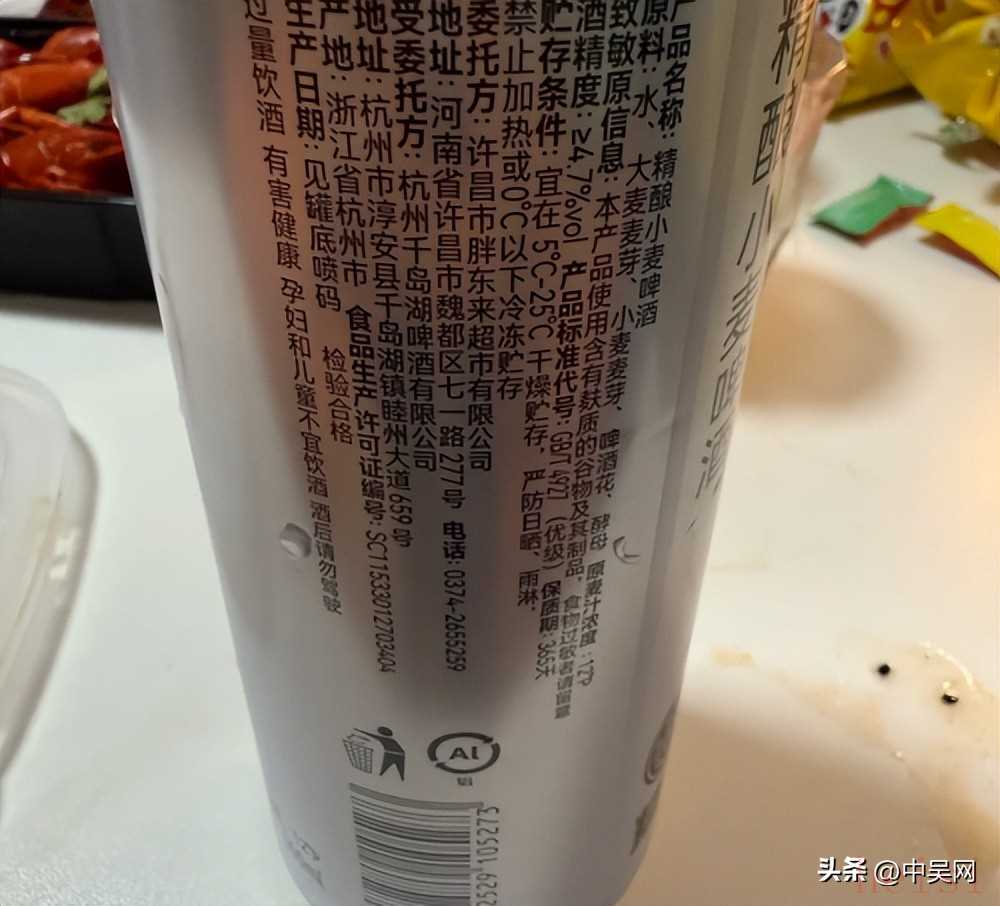 精酿小麦啤酒
产品名称: 精酿小麦啤酒
原料: 水、大麦麦芽、小麦麦芽、啤酒花、酵母 原麦汁浓度: 12°P
致敏原信息: 本产品使用含有麸质的谷物及其制品, 食物过敏者请留意
酒精度: ≥4.7%vol 产品标准代号: GB/T 4927 (优级) 保质期: 365天
贮存条件: 宜在 5℃-25℃ 干燥贮存, 严防日晒、雨淋,
禁止加热或0℃以下冷冻贮存
委托方: 许昌市胖东来超市有限公司
地址: 河南省许昌市魏都区七一路 277号 电话: 0374-2655259
受委托方: 杭州千岛湖啤酒有限公司
地址: 杭州市淳安县千岛湖镇睦州大道 659号
产地: 浙江省杭州市 食品生产许可证编号: SC11533012703404
生产日期: 见罐底喷码 检验合格
过量饮酒 有害健康 孕妇和儿童不宜饮酒 酒后请勿驾驶
Al
铝
2529 105273
头条 @中吴网